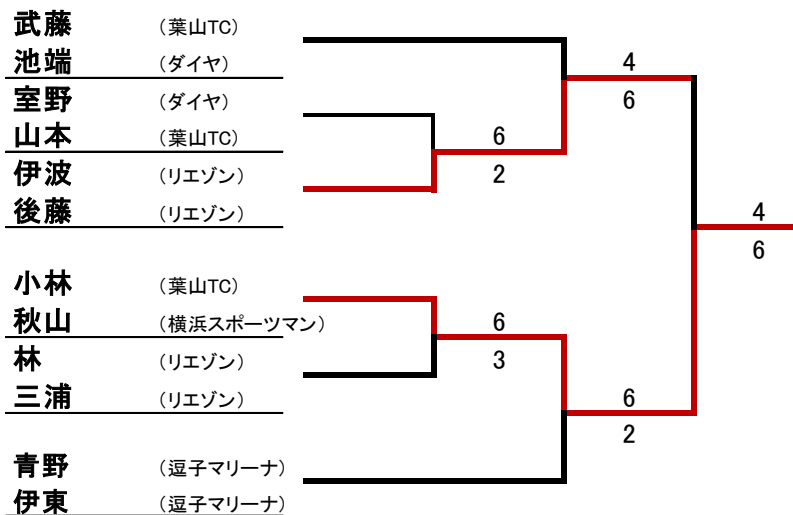 武藤 （葉山TC）
池端 （ダイヤ）
4
室野 （ダイヤ）
6
山本 （葉山TC）
6
伊波 （リエゾン）
2
後藤 （リエゾン）
4
6
小林 （葉山TC）
秋山 （横浜スポーツマン）
6
林 （リエゾン）
3
三浦 （リエゾン）
6
2
青野 （逗子マリーナ）
伊東 （逗子マリーナ）